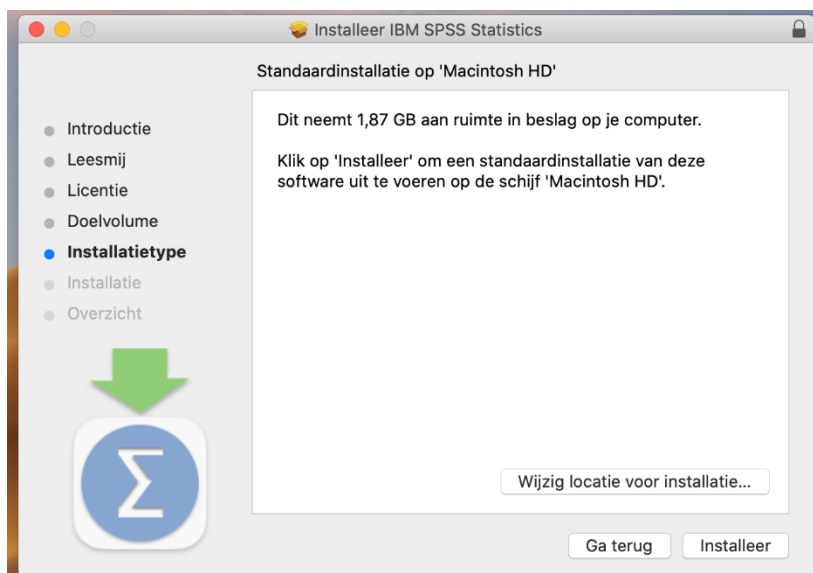 Installeer IBM SPSS Statistics
Standaardinstallatie op 'Macintosh HD'
Introductie
Leesmij
Licentie
Doelvolume
Installatietype
Installatie
Overzicht
Dit neemt 1,87 GB aan ruimte in beslag op je computer.
Klik op 'Installeer' om een standaardinstallatie van deze
software uit te voeren op de schijf 'Macintosh HD'.
Σ
Wijzig locatie voor installatie...
Ga terug
Installeer